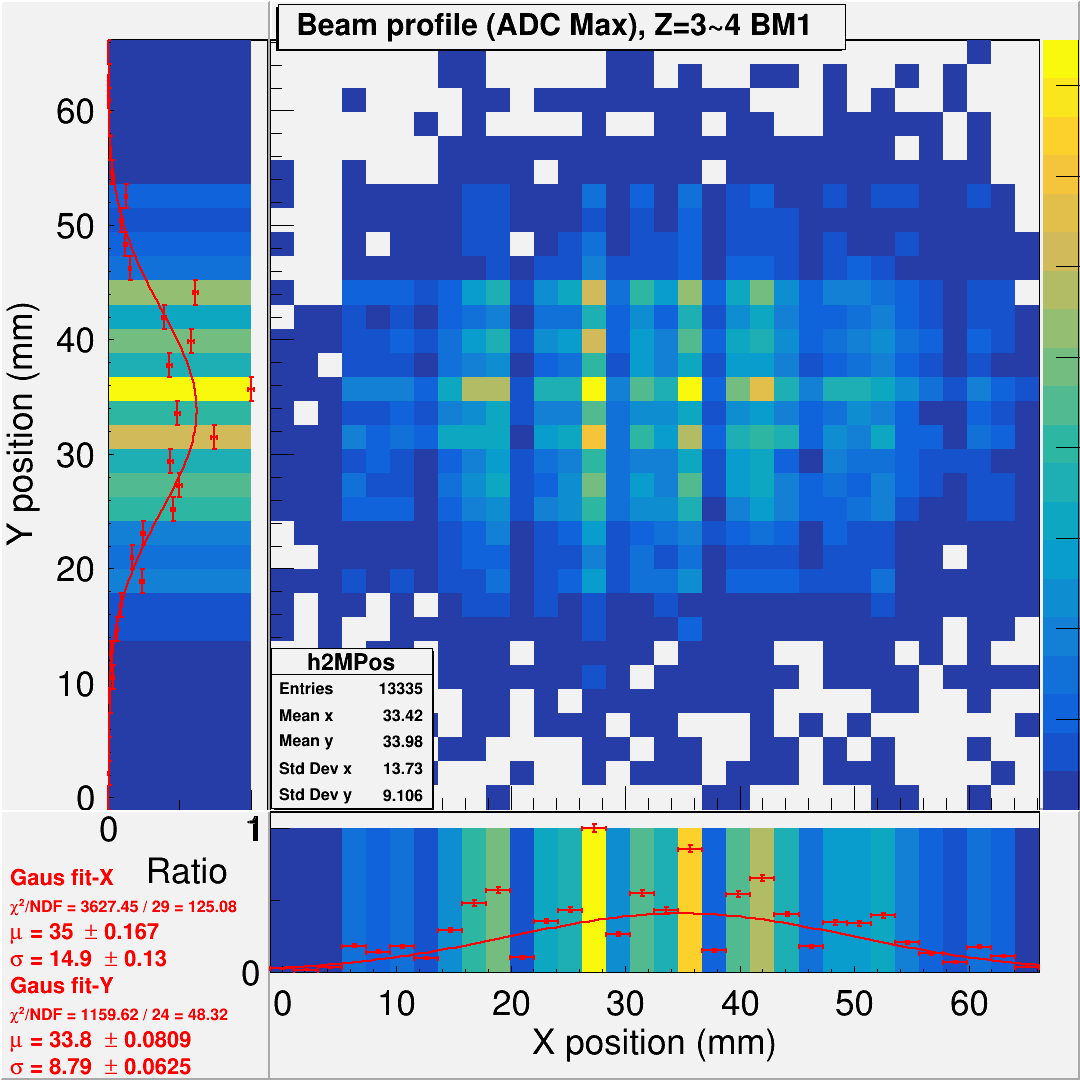 Beam profile (ADC Max), Z=3~4 BM1
60
50
40
30
20
10
0
Y position (mm)
h2MPos
Entries 13335
Mean x 33.42
Mean y 33.98
Std Dev x 13.73
Std Dev y 9.106
0 1
Ratio
1
0
0 10 20 30 40 50 60
X position (mm)
Gaus fit-X
χ²/NDF = 3627.45 / 29 = 125.08
μ = 35 ± 0.167
σ = 14.9 ± 0.13
Gaus fit-Y
χ²/NDF = 1159.62 / 24 = 48.32
μ = 33.8 ± 0.0809
σ = 8.79 ± 0.0625